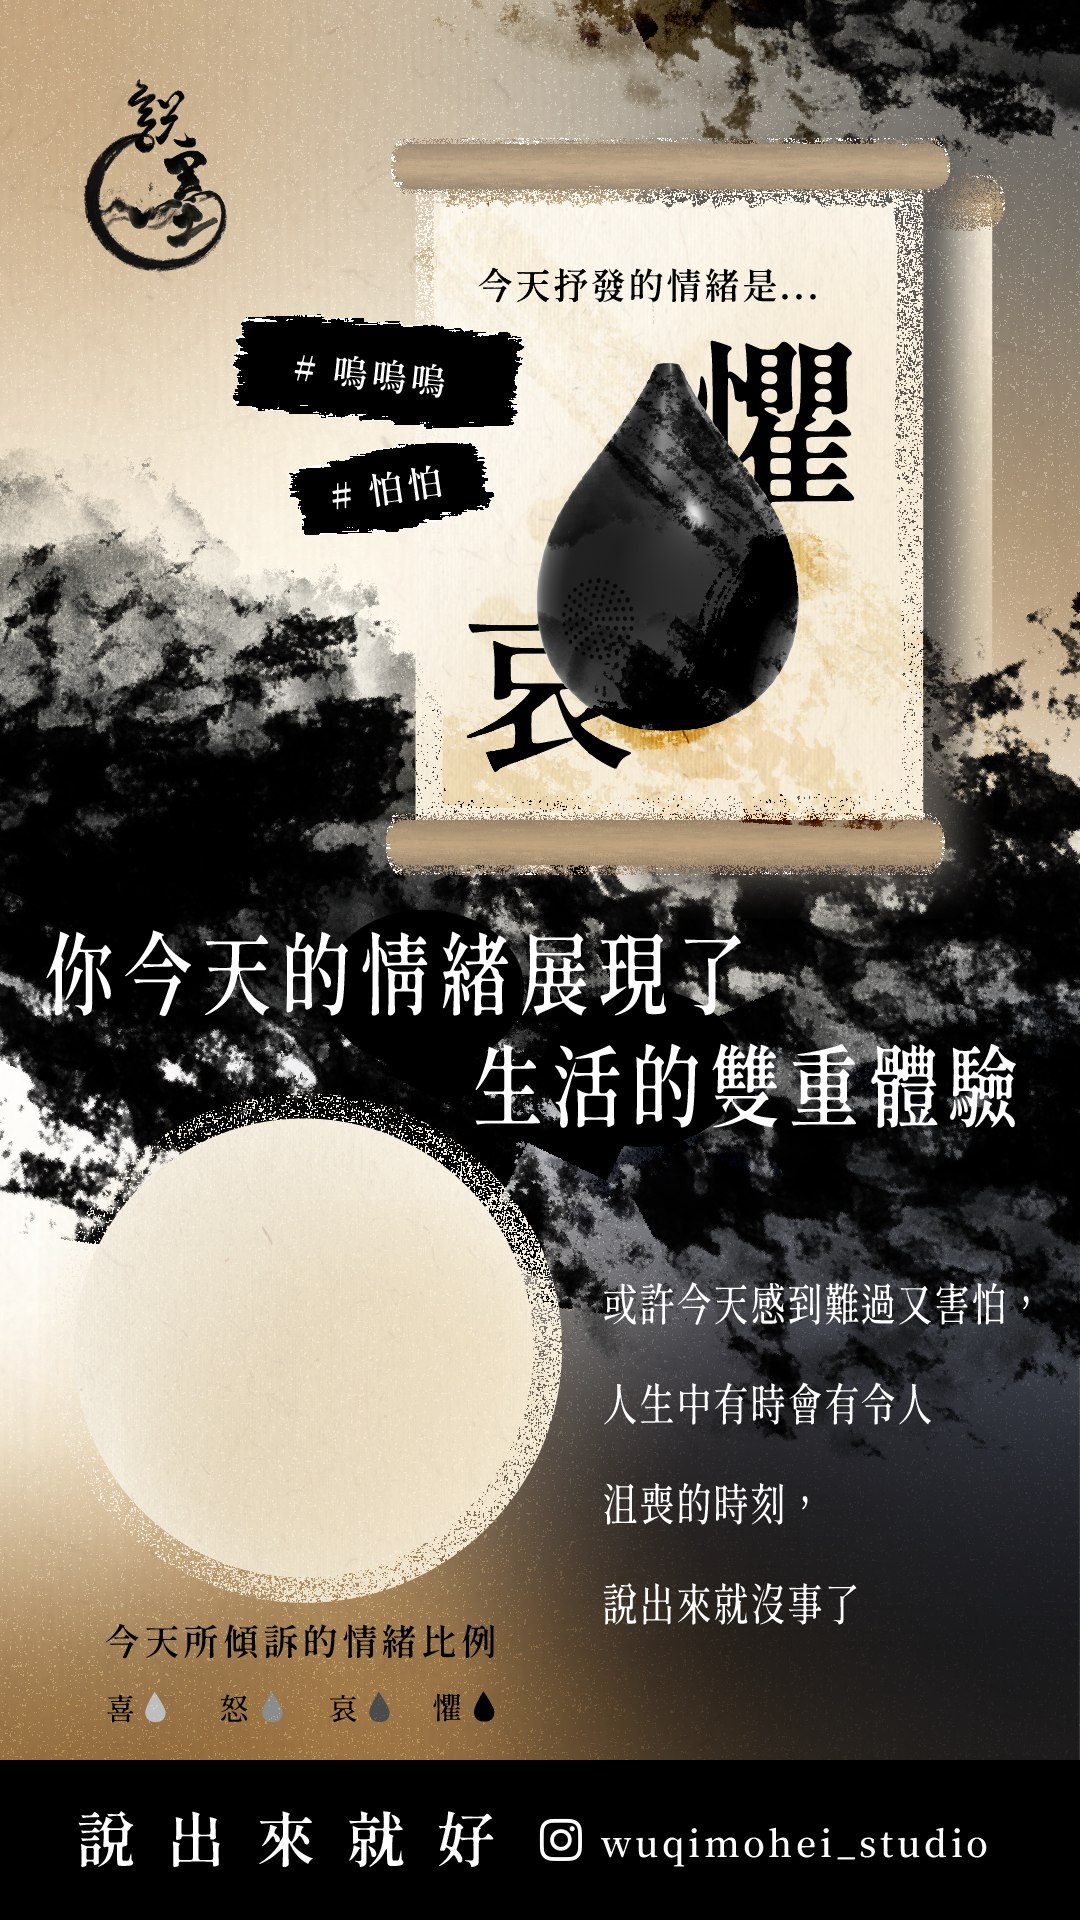 說墨
今天抒發的情緒是...
# 嗚嗚嗚
懼
# 怕怕
哀
你今天的情緒展現了
生活的雙重體驗
或許今天感到難過又害怕，
人生中有時會有令人
沮喪的時刻，
說出來就沒事了
今天所傾訴的情緒比例
喜 怒 哀 懼
說出來就好 wuqimohei_studio